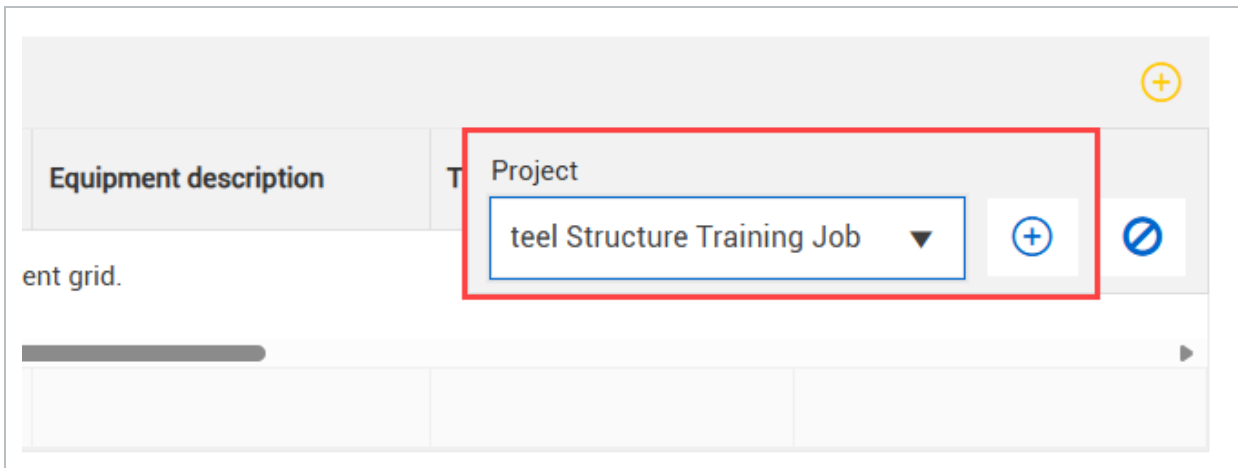 Project
Equipment description
T
teel Structure Training Job
ent grid.